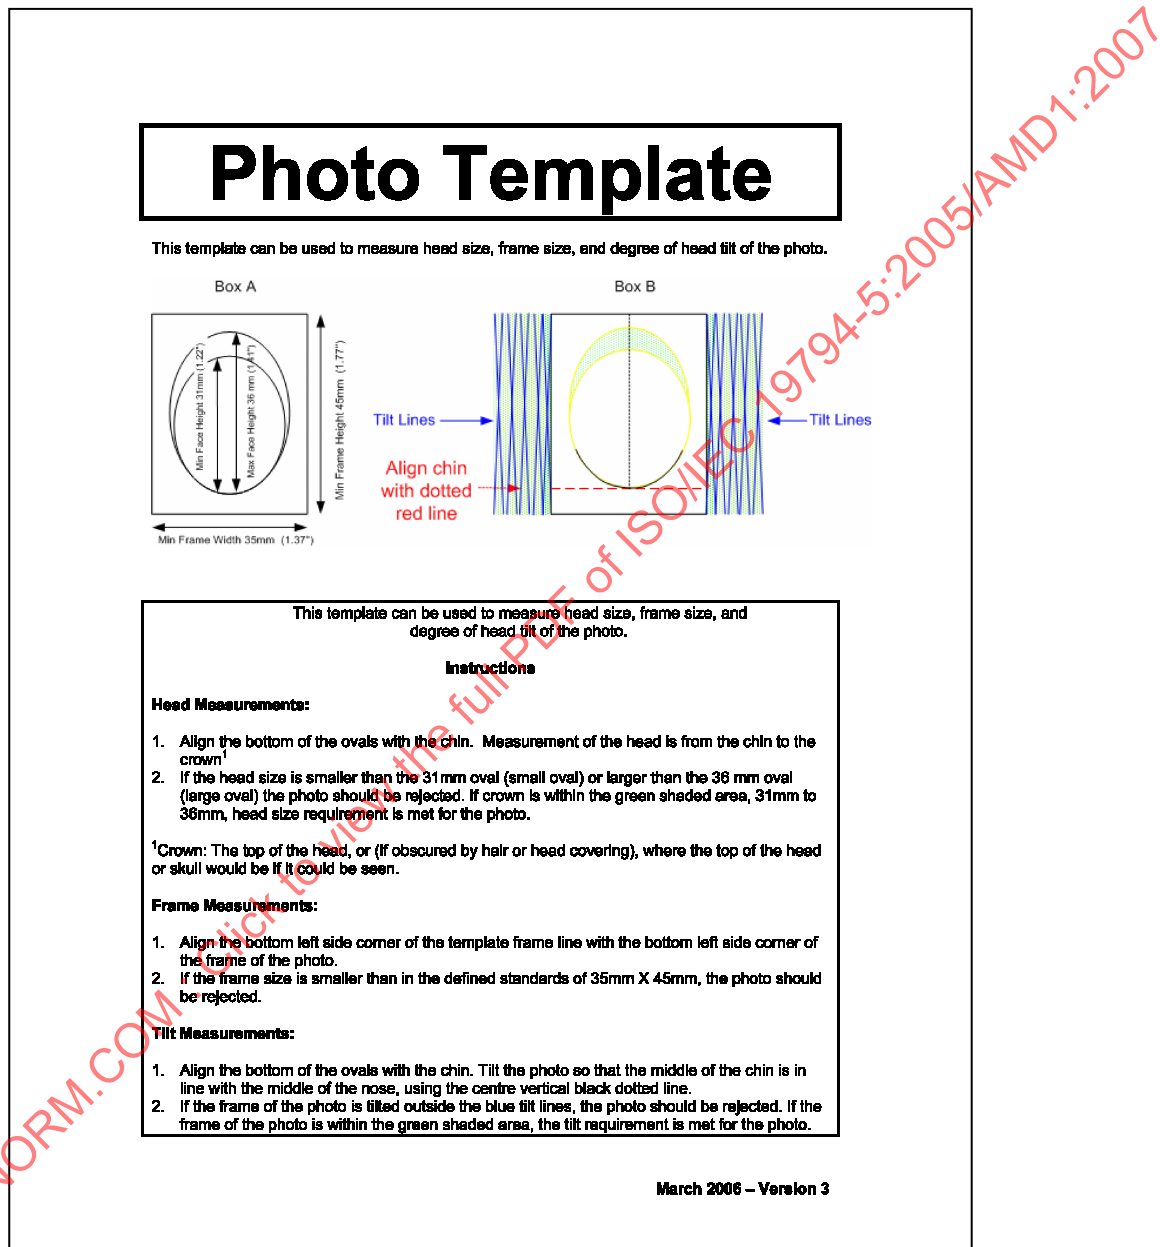 Photo Template
This template can be used to measure head size, frame size, and degree of head tilt of the photo.
Box A
Box B
Min Face Height 31mm (1.22")
Max Face Height 36 mm (1.41")
Min Frame Height 45mm (1.77")
Min Frame Width 35mm (1.37")
Tilt Lines
Tilt Lines
Align chin
with dotted
red line
This template can be used to measure head size, frame size, and
degree of head tilt of the photo.
Instructions
Head Measurements:
1. Align the bottom of the ovals with the chin. Measurement of the head is from the chin to the
crown1
2. If the head size is smaller than the 31mm oval (small oval) or larger than the 36 mm oval
(large oval) the photo should be rejected. If crown is within the green shaded area, 31mm to
36mm, head size requirement is met for the photo.
1Crown: The top of the head, or (if obscured by hair or head covering), where the top of the head
or skull would be if it could be seen.
Frame Measurements:
1. Align the bottom left side corner of the template frame line with the bottom left side corner of
the frame of the photo.
2. If the frame size is smaller than in the defined standards of 35mm X 45mm, the photo should
be rejected.
Tilt Measurements:
1. Align the bottom of the ovals with the chin. Tilt the photo so that the middle of the chin is in
line with the middle of the nose, using the centre vertical black dotted line.
2. If the frame of the photo is tilted outside the blue tilt lines, the photo should be rejected. If the
frame of the photo is within the green shaded area, the tilt requirement is met for the photo.
March 2006 – Version 3
NORM.COM : Click to view the full PDF of ISO/IEC 19794-5:2005/AMD1:2007